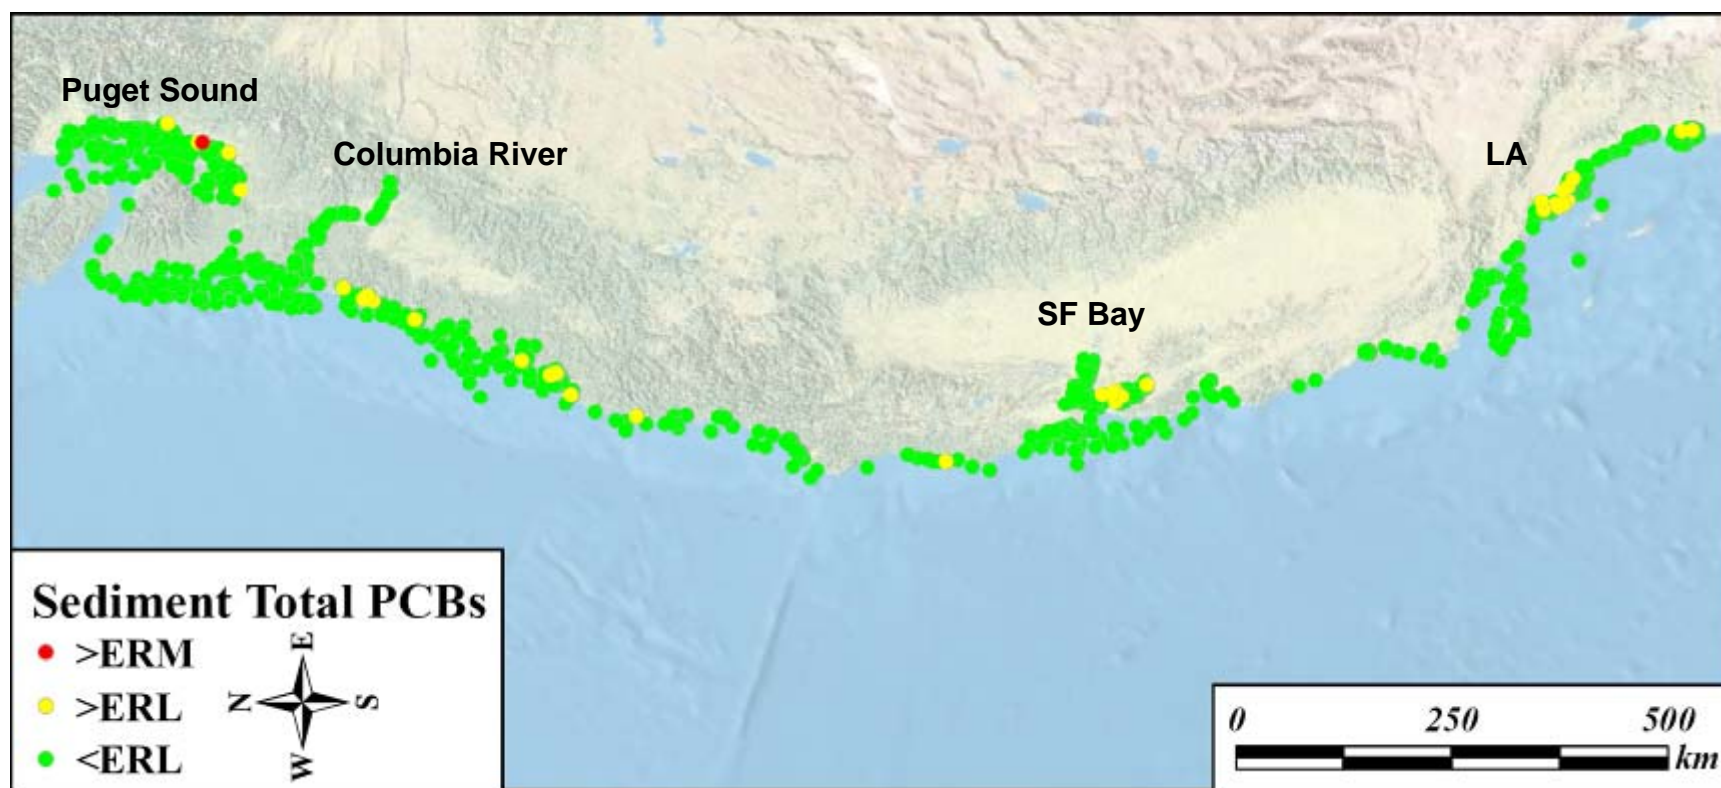 Puget Sound
Columbia River
LA
SF Bay
Sediment Total PCBs
>ERM
>ERL
<ERL
E
N
S
W
0 250 500
km